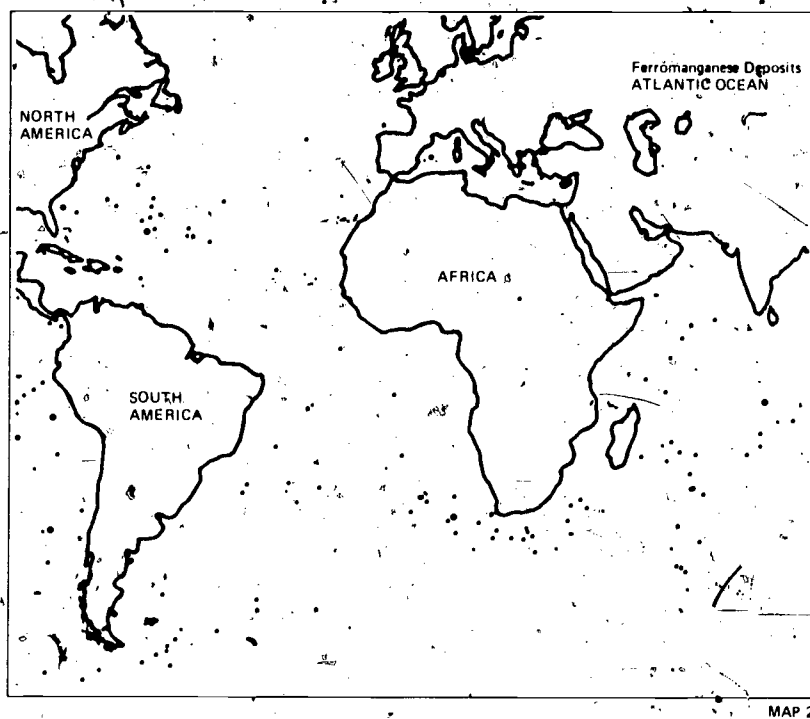 Ferromanganese Deposits
ATLANTIC OCEAN
NORTH
AMERICA
AFRICA
SOUTH
AMERICA
MAP 2